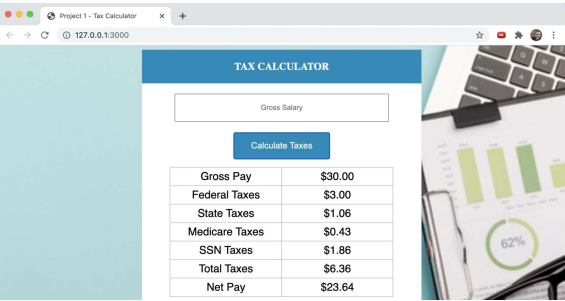 Project 1 - Tax Calculator
127.0.0.1:3000
TAX CALCULATOR
Gross Salary
Calculate Taxes
Gross Pay $30.00
Federal Taxes $3.00
State Taxes $1.06
Medicare Taxes $0.43
SSN Taxes $1.86
Total Taxes $6.36
Net Pay $23.64
62%